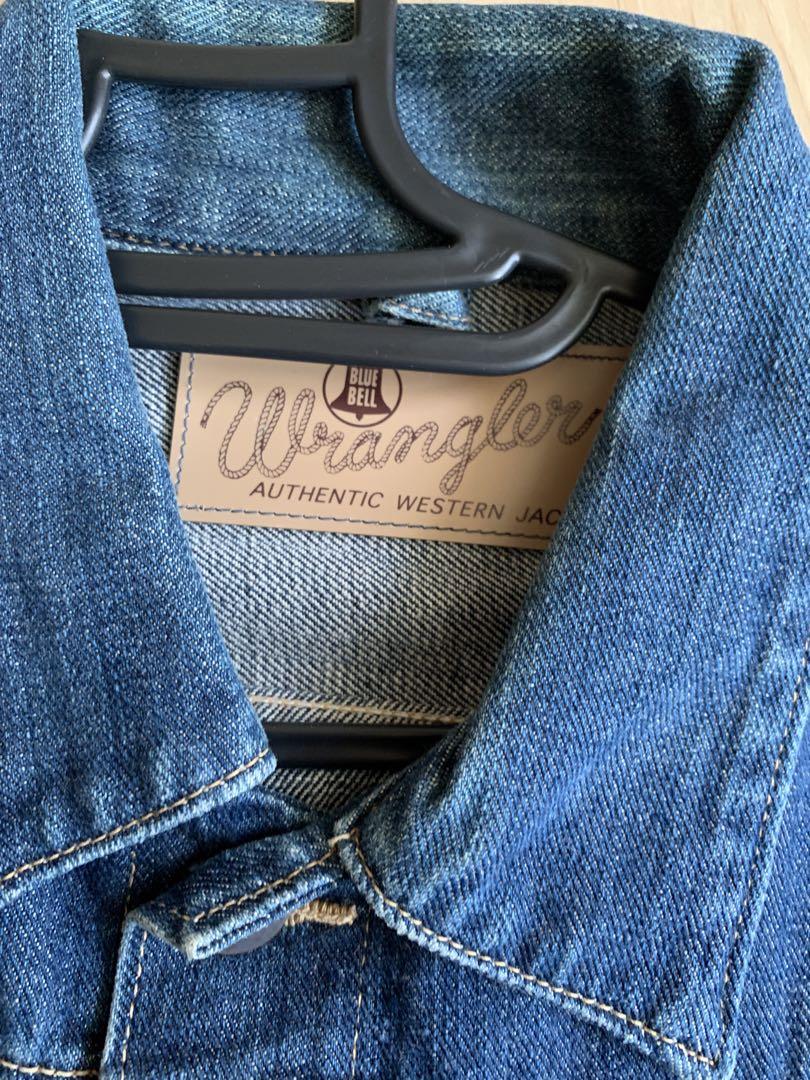 BLUE
BELL
Wrangler
AUTHENTIC WESTERN JAC